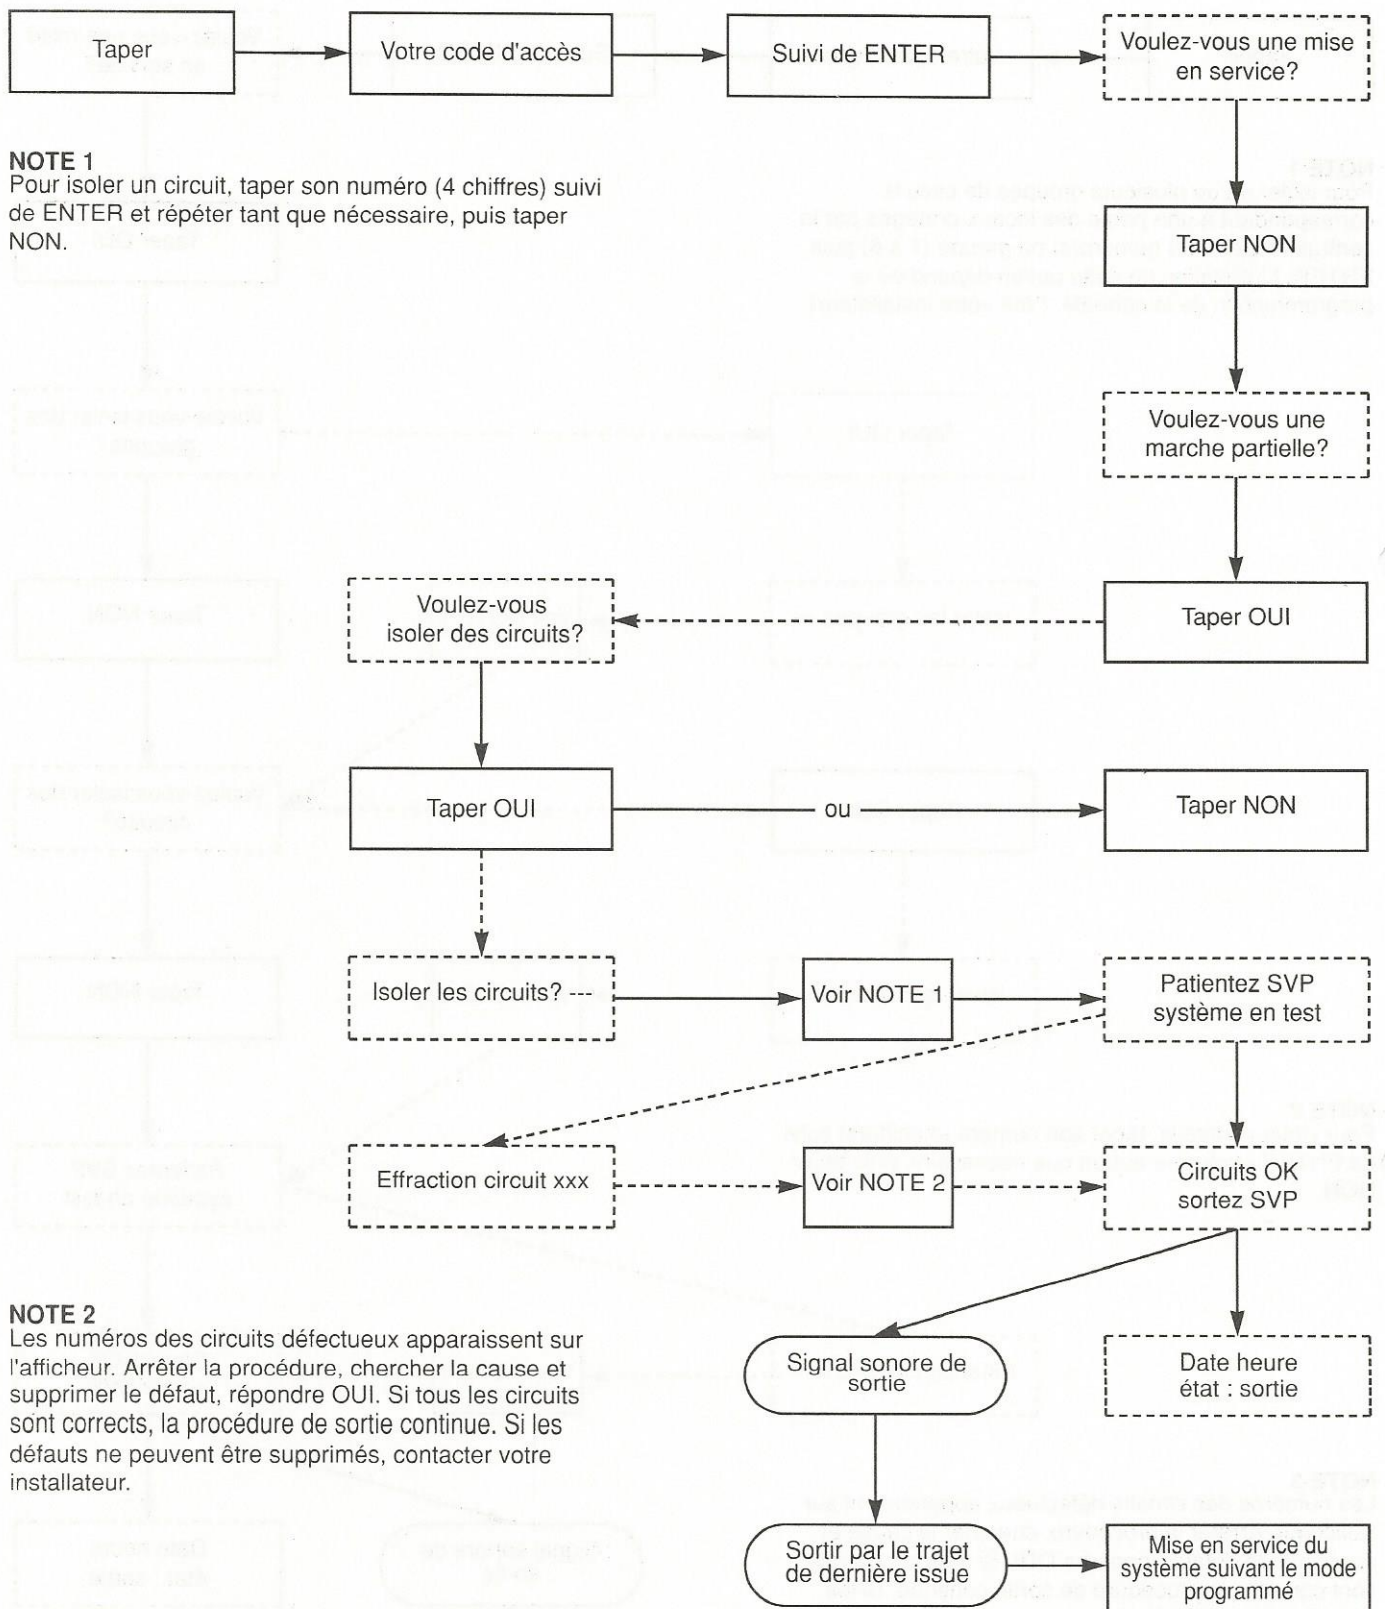 Taper
Votre code d'accès
Suivi de ENTER
Voulez-vous une mise
en service?
NOTE 1
Pour isoler un circuit, taper son numéro (4 chiffres) suivi
de ENTER et répéter tant que nécessaire, puis taper
NON.
Taper NON
Voulez-vous une
marche partielle?
Voulez-vous
isoler des circuits?
Taper OUI
Taper OUI
ou
Taper NON
Isoler les circuits? ---
Voir NOTE 1
Patientez SVP
système en test
Effraction circuit xxx
Voir NOTE 2
Circuits OK
sortez SVP
NOTE 2
Les numéros des circuits défectueux apparaissent sur
l'afficheur. Arrêter la procédure, chercher la cause et
supprimer le défaut, répondre OUI. Si tous les circuits
sont corrects, la procédure de sortie continue. Si les
défauts ne peuvent être supprimés, contacter votre
installateur.
Signal sonore de
sortie
Date heure
état : sortie
Sortir par le trajet
de dernière issue
Mise en service du
système suivant le mode
programmé